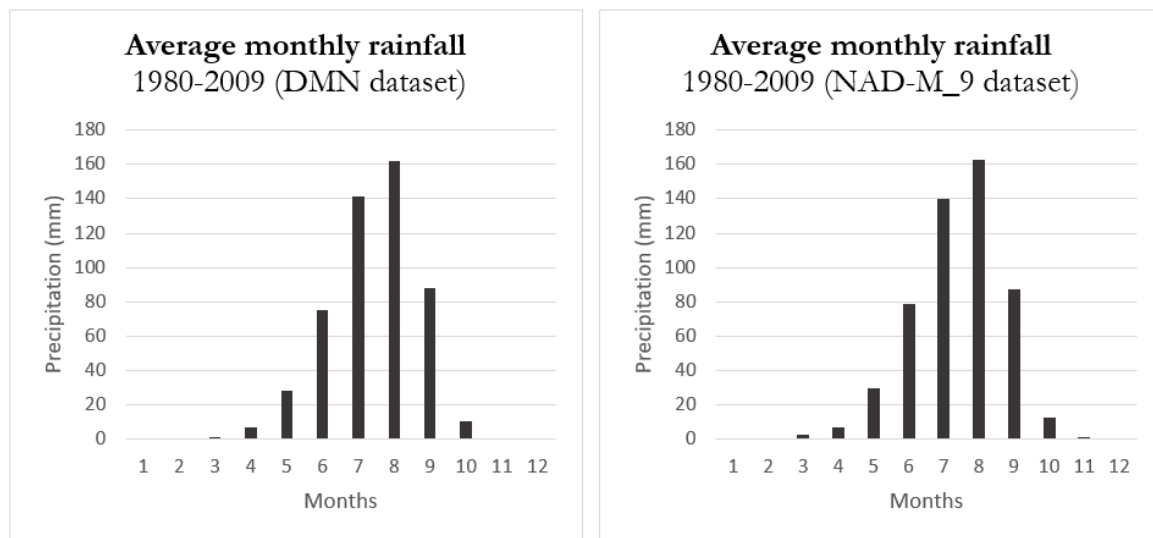 Average monthly rainfall
1980-2009 (DMN dataset)
180
160
140
120
100
80
60
40
20
0
Precipitation (mm)
1 2 3 4 5 6 7 8 9 10 11 12
Months
Average monthly rainfall
1980-2009 (NAD-M_9 dataset)
180
160
140
120
100
80
60
40
20
0
Precipitation (mm)
1 2 3 4 5 6 7 8 9 10 11 12
Months